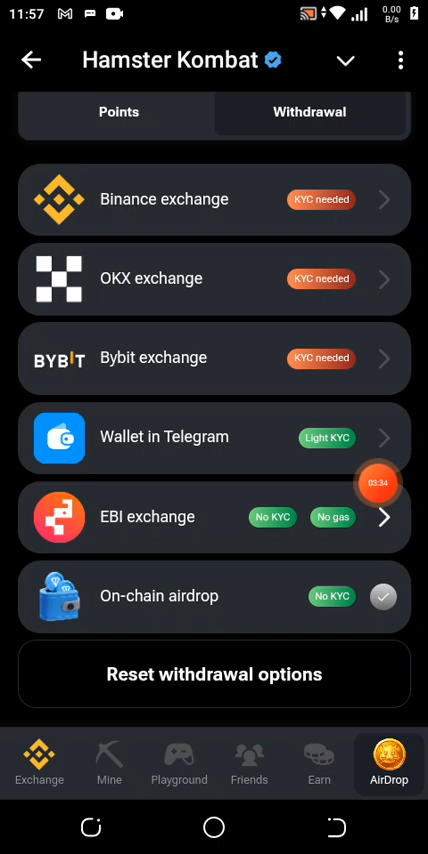 11:57
0.00
B/s
Hamster Kombat
Points
Withdrawal
Binance exchange
KYC needed
OKX exchange
KYC needed
BYBIT
Bybit exchange
KYC needed
Wallet in Telegram
Light KYC
03:34
EBI exchange
No KYC
No gas
On-chain airdrop
No KYC
Reset withdrawal options
Exchange
Mine
Playground
Friends
Earn
AirDrop